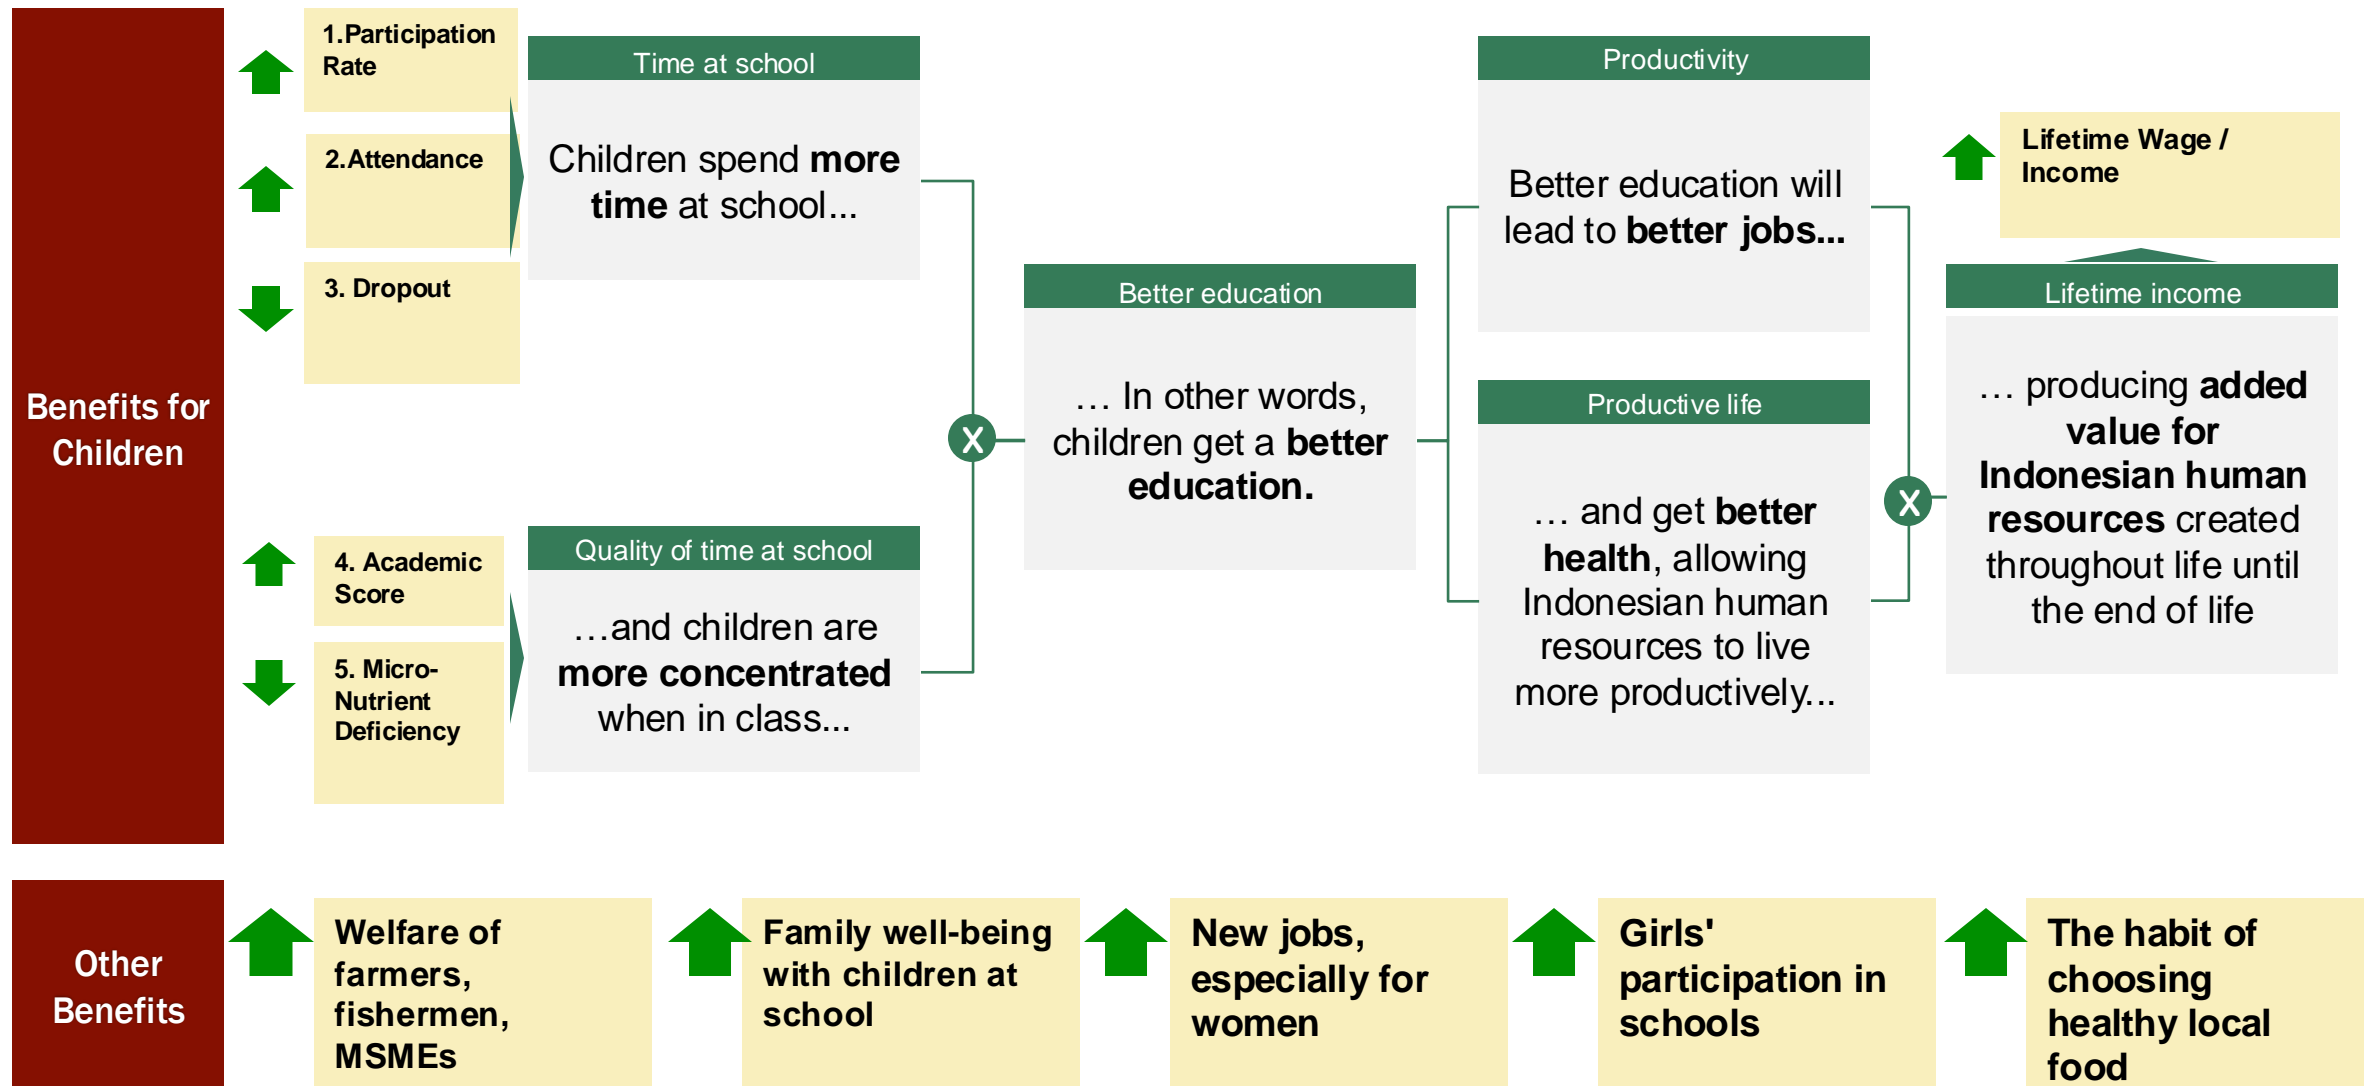 Benefits for
Children
1.Participation
Rate
2.Attendance
3. Dropout
Time at school
Children spend more
time at school...
4. Academic
Score
5. Micro-
Nutrient
Deficiency
Quality of time at school
…and children are
more concentrated
when in class...
X
Better education
… In other words,
children get a better
education.
Productivity
Better education will
lead to better jobs...
Productive life
… and get better
health, allowing
Indonesian human
resources to live
more productively...
X
Lifetime Wage /
Income
Lifetime income
… producing added
value for
Indonesian human
resources created
throughout life until
the end of life
Other
Benefits
Welfare of
farmers,
fishermen,
MSMEs
Family well-being
with children at
school
New jobs,
especially for
women
Girls'
participation in
schools
The habit of
choosing
healthy local
food